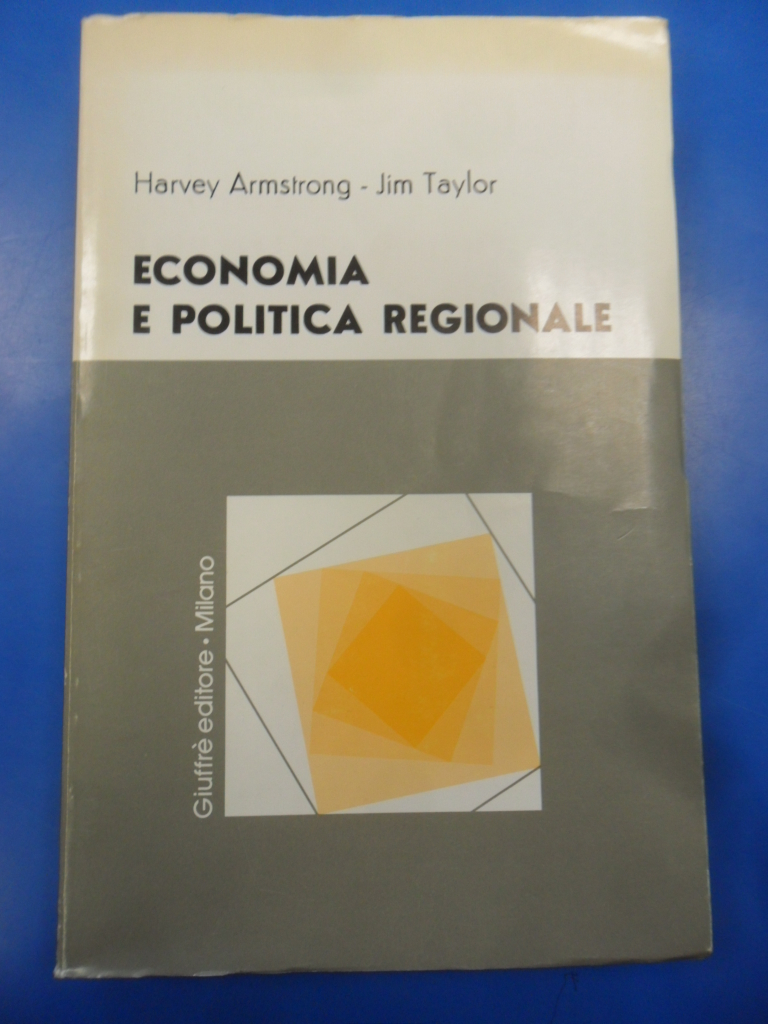 Harvey Armstrong - Jim Taylor
ECONOMIA
E POLITICA REGIONALE
Giuffrè editore • Milano